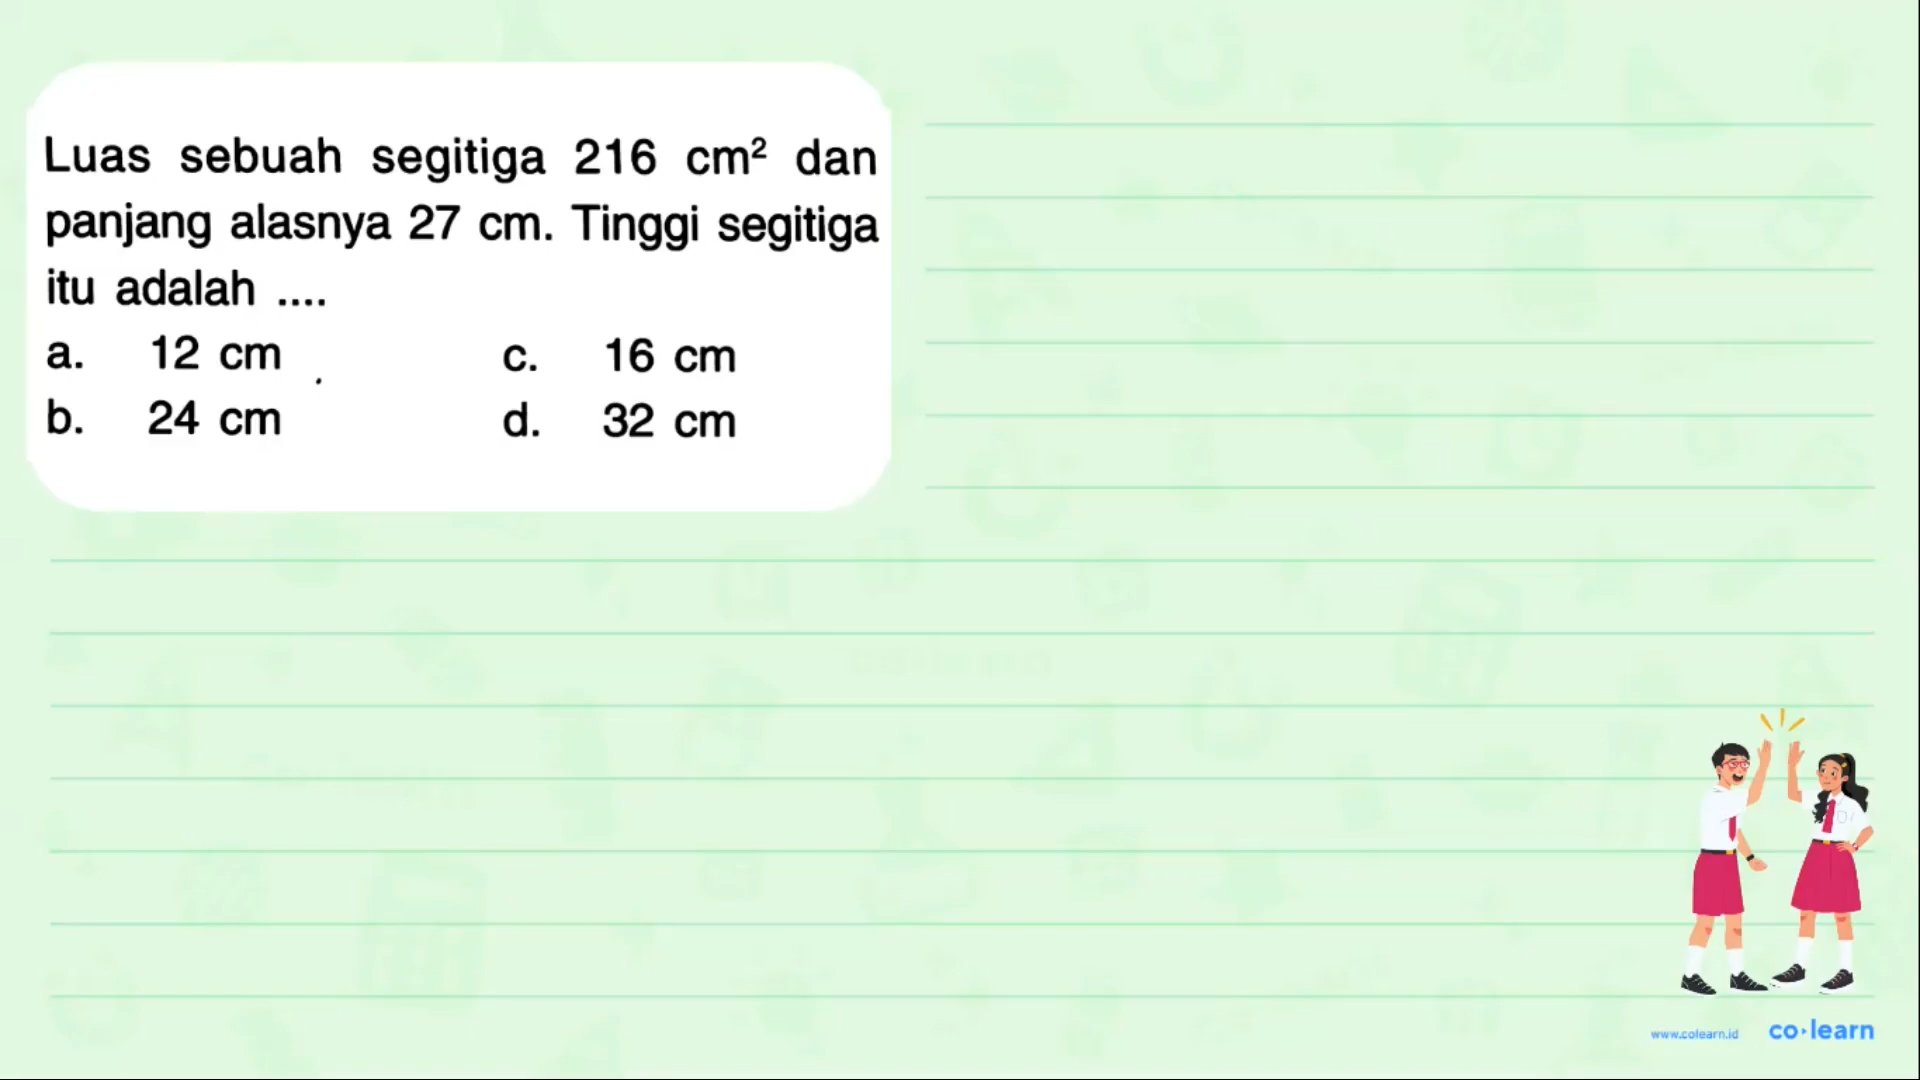 Luas sebuah segitiga 216 cm² dan
panjang alasnya 27 cm. Tinggi segitiga
itu adalah ....
a. 12 cm c. 16 cm
b. 24 cm d. 32 cm
www.colearn.id co·learn